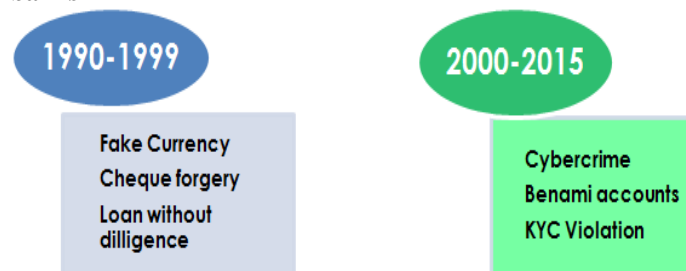 1990-1999
Fake Currency
Cheque forgery
Loan without
dilligence
2000-2015
Cybercrime
Benami accounts
KYC Violation